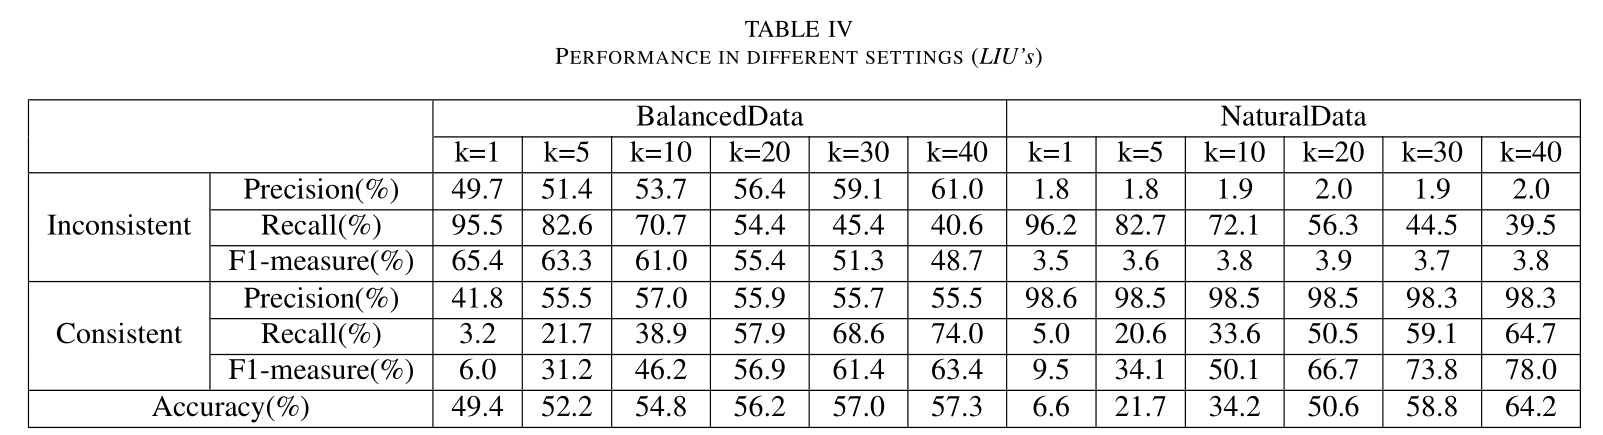 TABLE IV
PERFORMANCE IN DIFFERENT SETTINGS (LIU's)
BalancedData NaturalData
k=1 k=5 k=10 k=20 k=30 k=40 k=1 k=5 k=10 k=20 k=30 k=40
Inconsistent
Precision(%) 49.7 51.4 53.7 56.4 59.1 61.0 1.8 1.8 1.9 2.0 1.9 2.0
Recall(%) 95.5 82.6 70.7 54.4 45.4 40.6 96.2 82.7 72.1 56.3 44.5 39.5
F1-measure(%) 65.4 63.3 61.0 55.4 51.3 48.7 3.5 3.6 3.8 3.9 3.7 3.8
Consistent
Precision(%) 41.8 55.5 57.0 55.9 55.7 55.5 98.6 98.5 98.5 98.5 98.3 98.3
Recall(%) 3.2 21.7 38.9 57.9 68.6 74.0 5.0 20.6 33.6 50.5 59.1 64.7
F1-measure(%) 6.0 31.2 46.2 56.9 61.4 63.4 9.5 34.1 50.1 66.7 73.8 78.0
Accuracy(%) 49.4 52.2 54.8 56.2 57.0 57.3 6.6 21.7 34.2 50.6 58.8 64.2